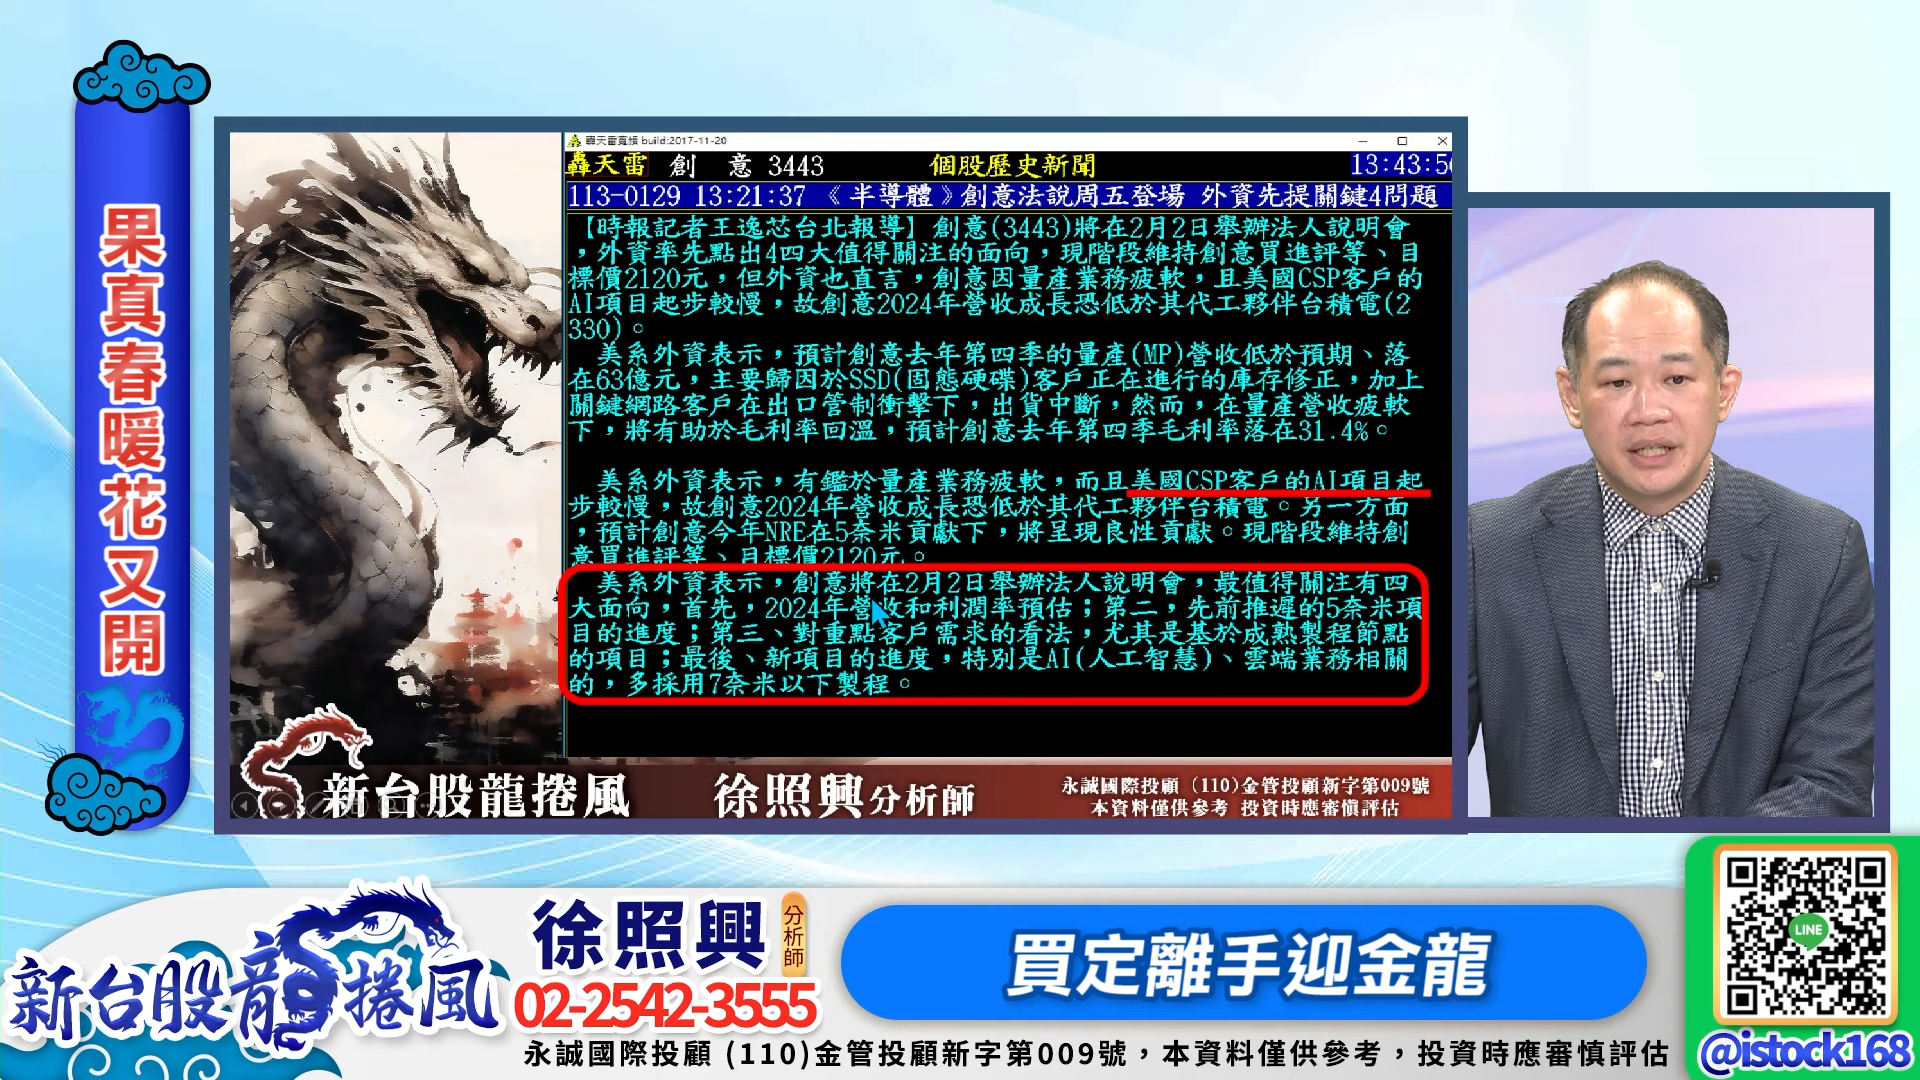 果真春暖花又開
轟天雷寬頻 build:2017-11-20
轟天雷 創 意 3443 個股歷史新聞 13:43:5
113-0129 13:21:37 《半導體》創意法說周五登場 外資先提關鍵4問題
【時報記者王逸芯台北報導】創意(3443)將在2月2日舉辦法人說明會
，外資率先點出4四大值得關注的面向，現階段維持創意買進評等、目
標價2120元，但外資也直言，創意因量產業務疲軟，且美國CSP客戶的
AI項目起步較慢，故創意2024年營收成長恐低於其代工夥伴台積電(2
330)。
美系外資表示，預計創意去年第四季的量產(MP)營收低於預期、落
在63億元，主要歸因於SSD(固態硬碟)客戶正在進行的庫存修正，加上
關鍵網路客戶在出口管制衝擊下，出貨中斷，然而，在量產營收疲軟
下，將有助於毛利率回溫，預計創意去年第四季毛利率落在31.4%。
美系外資表示，有鑑於量產業務疲軟，而且美國CSP客戶的AI項目起
步較慢，故創意2024年營收成長恐低於其代工夥伴台積電。另一方面
，預計創意今年NRE在5奈米貢獻下，將呈現良性貢獻。現階段維持創
意買進評等、目標價2120元。
美系外資表示，創意將在2月2日舉辦法人說明會，最值得關注有四
大面向，首先，2024年營收和利潤率預估；第二，先前推遲的5奈米項
目的進度；第三、對重點客戶需求的看法，尤其是基於成熟製程節點
的項目；最後、新項目的進度，特別是AI(人工智慧)、雲端業務相關
的，多採用7奈米以下製程。
新台股龍捲風 徐照興分析師
永誠國際投顧 (110)金管投顧新字第009號
本資料僅供參考 投資時應審慎評估
新台股龍捲風
徐照興 分析師
02-2542-3555
買定離手迎金龍
LINE
@istock168
永誠國際投顧 (110)金管投顧新字第009號，本資料僅供參考，投資時應審慎評估